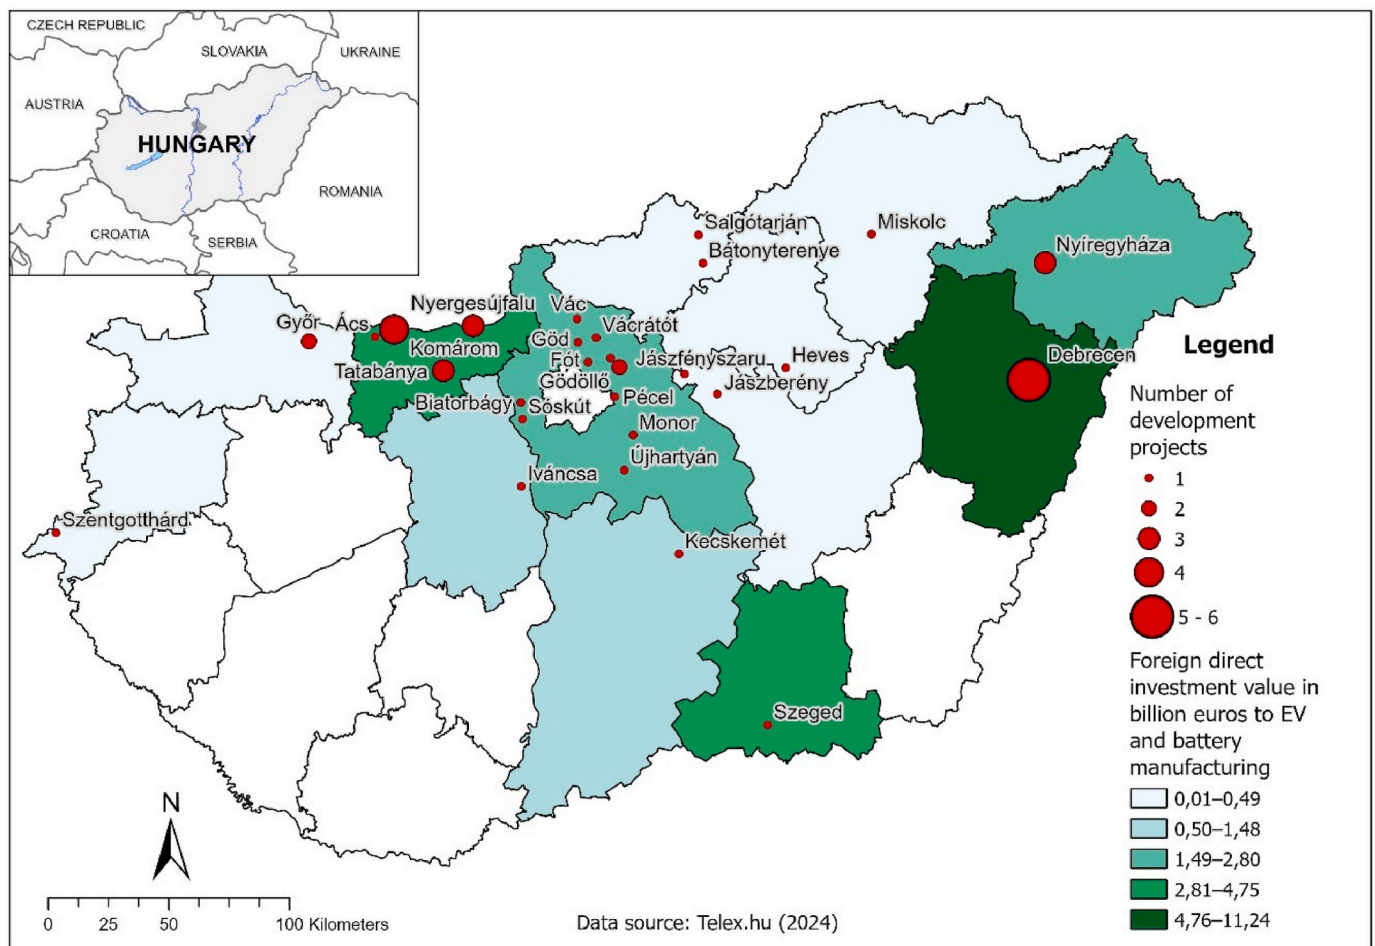 CZECH REPUBLIC
SLOVAKIA
UKRAINE
AUSTRIA
HUNGARY
ROMANIA
CROATIA
SERBIA
Salgótarján
Miskolc
Bátonyterenye
Nyíregyháza
Nyergesújfalu
Vác
Győr
Ács
Vácrátót
Göd
Komárom
Fót
Jászfényszaru
Heves
Debrecen
Tatabánya
Gödöllő
Jászberény
Biatorbágy
Sóskút
Pécel
Monor
Újhartyán
Iváncsa
Szentgotthárd
Kecskemét
Szeged
Legend
Number of
development
projects
1
2
3
4
5 - 6
Foreign direct
investment value in
billion euros to EV
and battery
manufacturing
0,01–0,49
0,50–1,48
1,49–2,80
2,81–4,75
4,76–11,24
N
0 25 50 100 Kilometers
Data source: Telex.hu (2024)